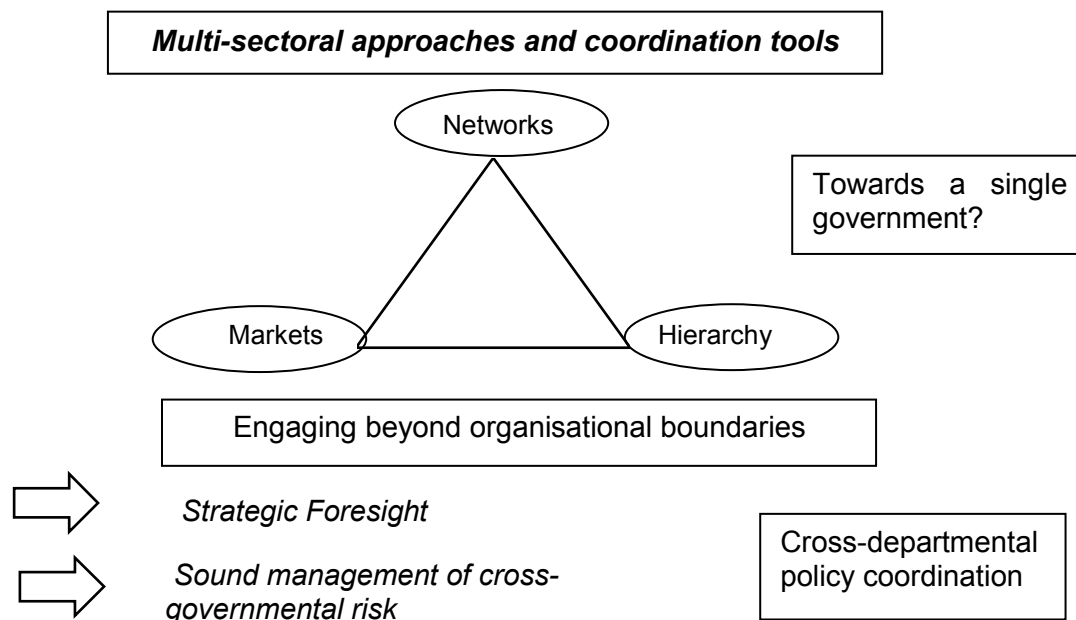 Multi-sectoral approaches and coordination tools
Networks
Towards a single
government?
Markets
Hierarchy
Engaging beyond organisational boundaries
Strategic Foresight
Sound management of cross-
governmental risk
Cross-departmental
policy coordination